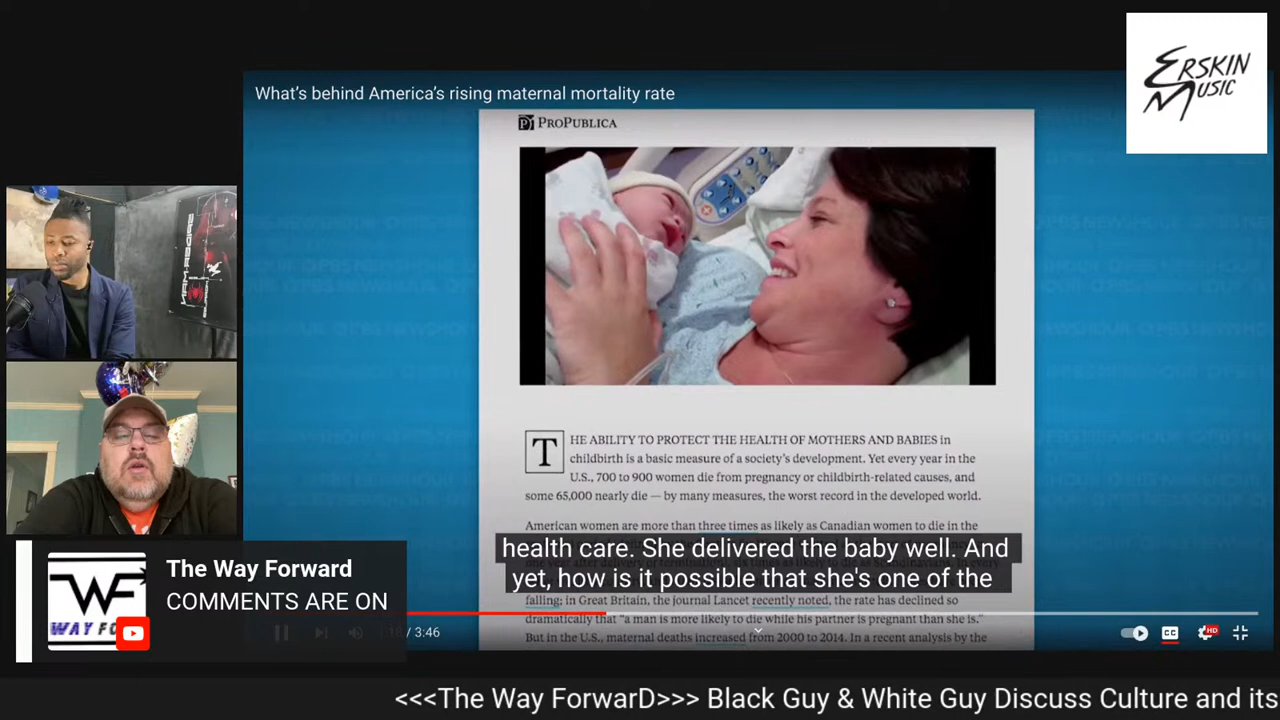 What's behind America's rising maternal mortality rate
ERSKIN
MUSIC
PROPUBLICA
THE ABILITY TO PROTECT THE HEALTH OF MOTHERS AND BABIES in
childbirth is a basic measure of a society's development. Yet every year in the
U.S., 700 to 900 women die from pregnancy or childbirth-related causes, and
some 65,000 nearly die — by many measures, the worst record in the developed world.
American women are more than three times as likely as Canadian women to die in the
health care. She delivered the baby well. And
yet, how is it possible that she's one of the
falling; in Great Britain, the journal Lancet recently noted, the rate has declined so
dramatically that "a man is more likely to die while his partner is pregnant than she is."
But in the U.S., maternal deaths increased from 2000 to 2014. In a recent analysis by the
The Way Forward
COMMENTS ARE ON
WF
WAY FO
/ 3:46
CC
HD
<<<The Way ForwarD>>> Black Guy & White Guy Discuss Culture and its